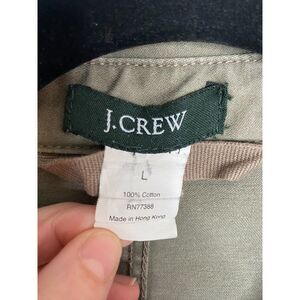 J.CREW
L
100% Cotton
RN77388
Made in Hong Kong